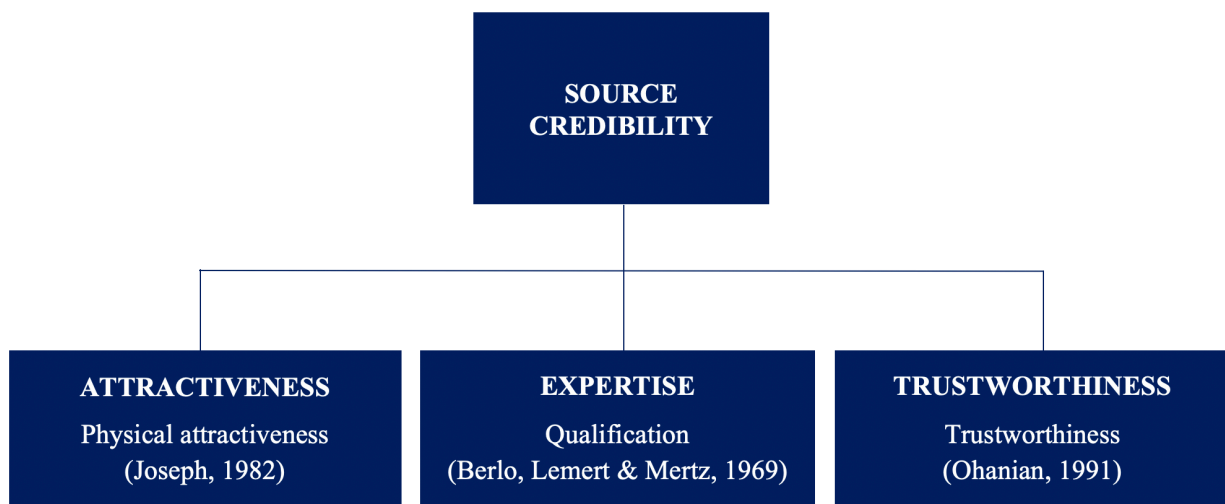 SOURCE
CREDIBILITY
ATTRACTIVENESS
Physical attractiveness
(Joseph, 1982)
EXPERTISE
Qualification
(Berlo, Lemert & Mertz, 1969)
TRUSTWORTHINESS
Trustworthiness
(Ohanian, 1991)